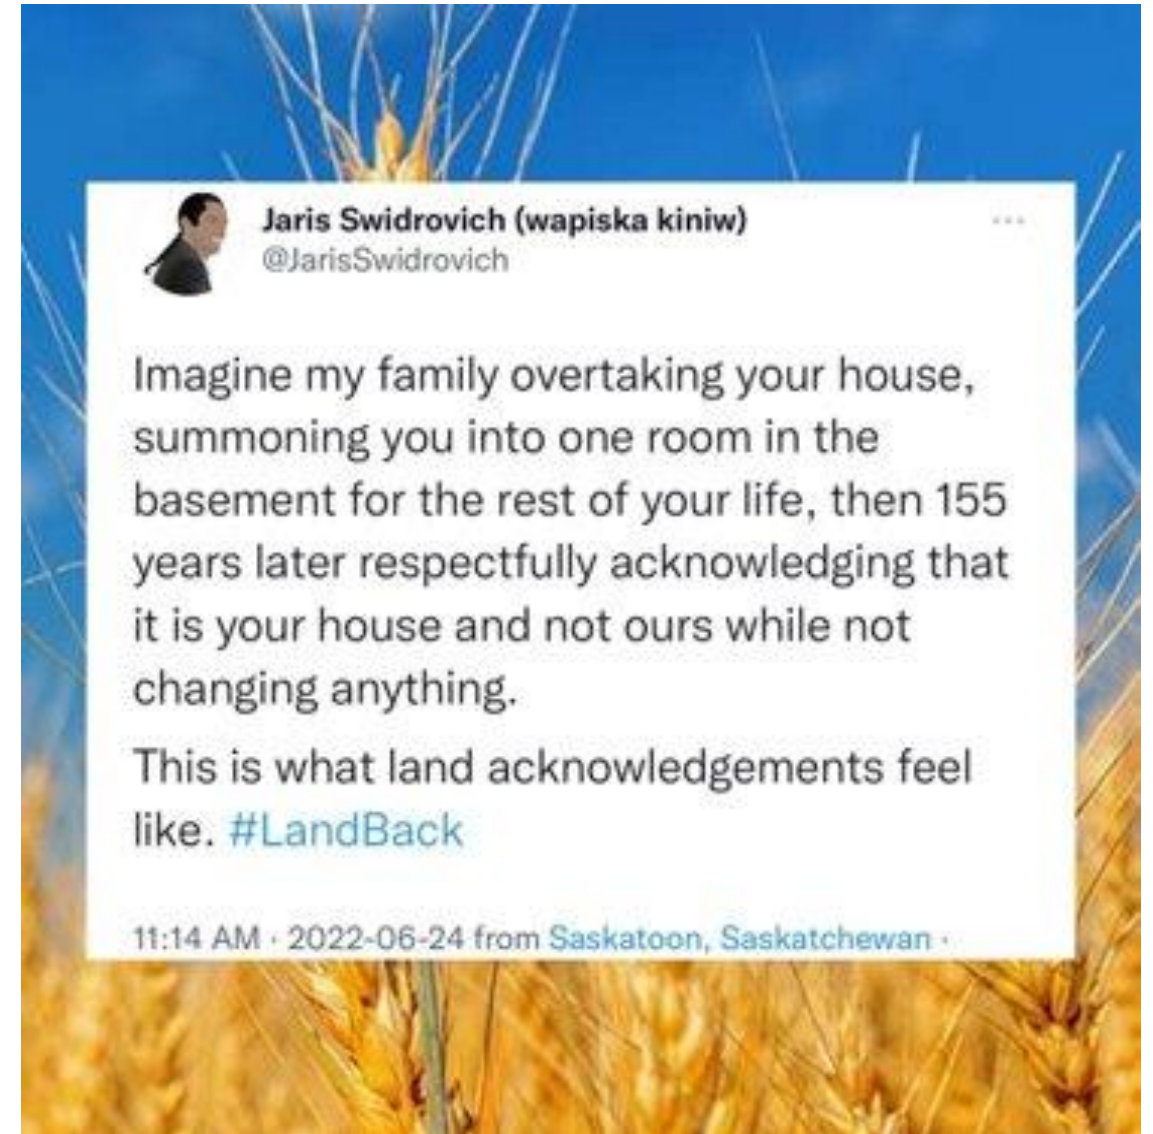 Jaris Swidrovich (wapiska kiniw)
@JarisSwidrovich
Imagine my family overtaking your house,
summoning you into one room in the
basement for the rest of your life, then 155
years later respectfully acknowledging that
it is your house and not ours while not
changing anything.
This is what land acknowledgements feel
like. #LandBack
11:14 AM · 2022-06-24 from Saskatoon, Saskatchewan ·